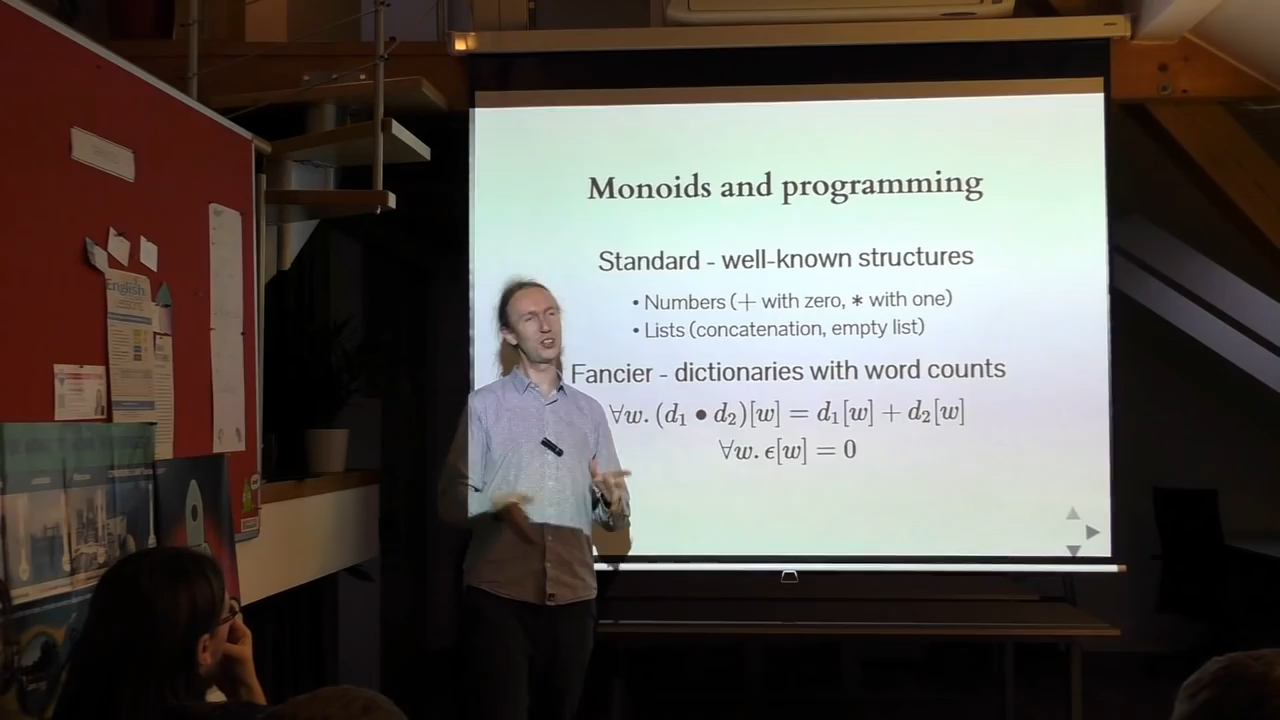 Monoids and programming
Standard - well-known structures
• Numbers (+ with zero, * with one)
• Lists (concatenation, empty list)
Fancier - dictionaries with word counts
∀w. (d₁ • d₂)[w] = d₁[w] + d₂[w]
∀w. ϵ[w] = 0
English